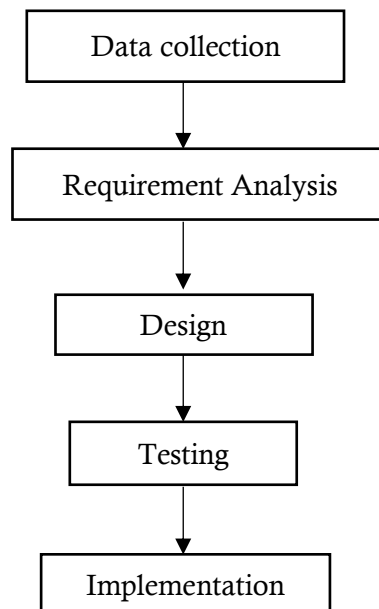 Data collection
Requirement Analysis
Design
Testing
Implementation